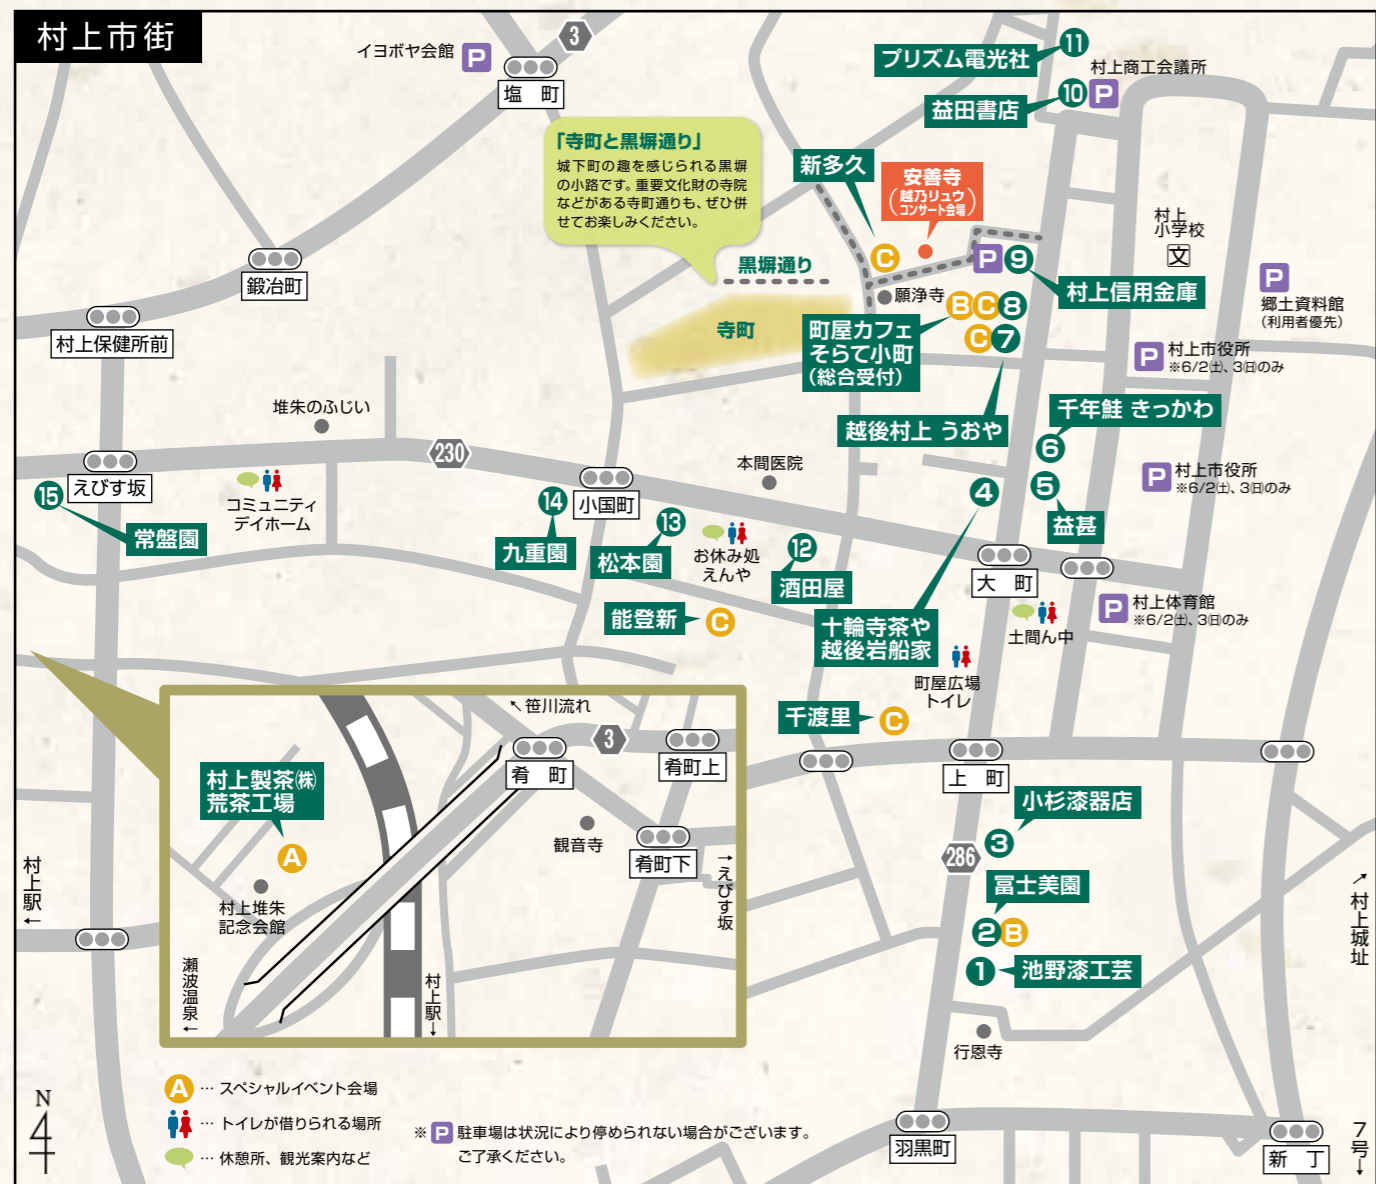 村上市街
イヨボヤ会館
P
3
塩 町
「寺町と黒塀通り」
城下町の趣を感じられる黒塀
の小路です。重要文化財の寺院
などがある寺町通りも、ぜひ併
せてお楽しみください。
プリズム電光社
11
村上商工会議所
益田書店
10
P
新多久
安善寺
(越乃リュウ
コンサート会場)
C
黒塀通り
P
9
村上信用金庫
願浄寺
村上
小学校
文
P
郷土資料館
(利用者優先)
鍛冶町
村上保健所前
寺町
B
C
8
C
7
町屋カフェ
そらて小町
(総合受付)
P
村上市役所
※6/2㈯、3㈰のみ
越後村上 うおや
千年鮭 きっかわ
6
堆朱のふじい
230
えびす坂
15
常盤園
コミュニティ
デイホーム
小国町
14
九重園
13
松本園
本間医院
お休み処
えんや
12
酒田屋
4
5
益甚
P
村上市役所
※6/2㈯、3㈰のみ
大 町
十輪寺茶や
越後岩船家
能登新
C
P
村上体育館
※6/2㈯、3㈰のみ
土間ん中
町屋広場
トイレ
千渡里
C
上 町
↖笹川流れ
肴 町
3
肴町上
村上製茶㈱
荒茶工場
A
村上堆朱
記念会館
観音寺
肴町下
→えびす坂
瀬波温泉←
村上駅↓
村上駅←
小杉漆器店
3
286
冨士美園
2
B
1
池野漆工芸
行恩寺
↗村上城址
羽黒町
新 丁
7号↓
N
A … スペシャルイベント会場
… トイレが借りられる場所
… 休憩所、観光案内など
※ P 駐車場は状況により停められない場合がございます。
ご了承ください。